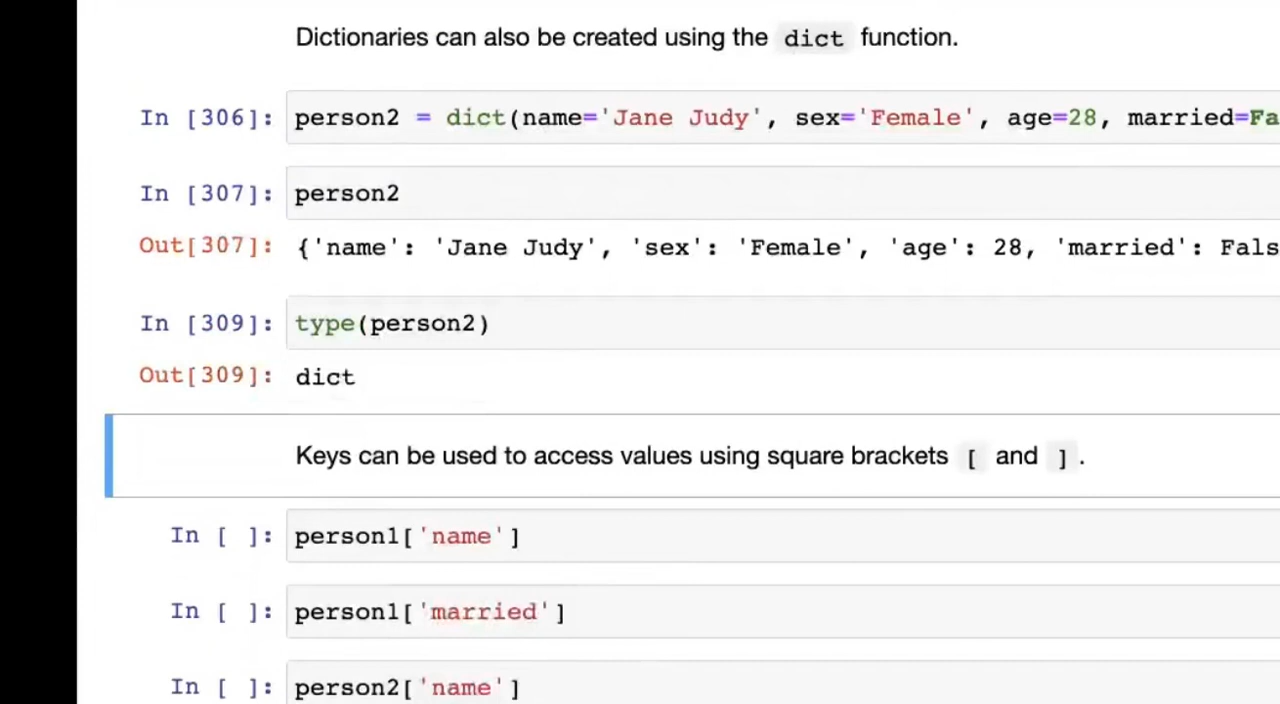 Dictionaries can also be created using the dict function.
In [306]: person2 = dict(name='Jane Judy', sex='Female', age=28, married=Fa
In [307]: person2
Out[307]: {'name': 'Jane Judy', 'sex': 'Female', 'age': 28, 'married': Fals
In [309]: type(person2)
Out[309]: dict
Keys can be used to access values using square brackets [ and ] .
In [ ]: person1['name']
In [ ]: person1['married']
In [ ]: person2['name']